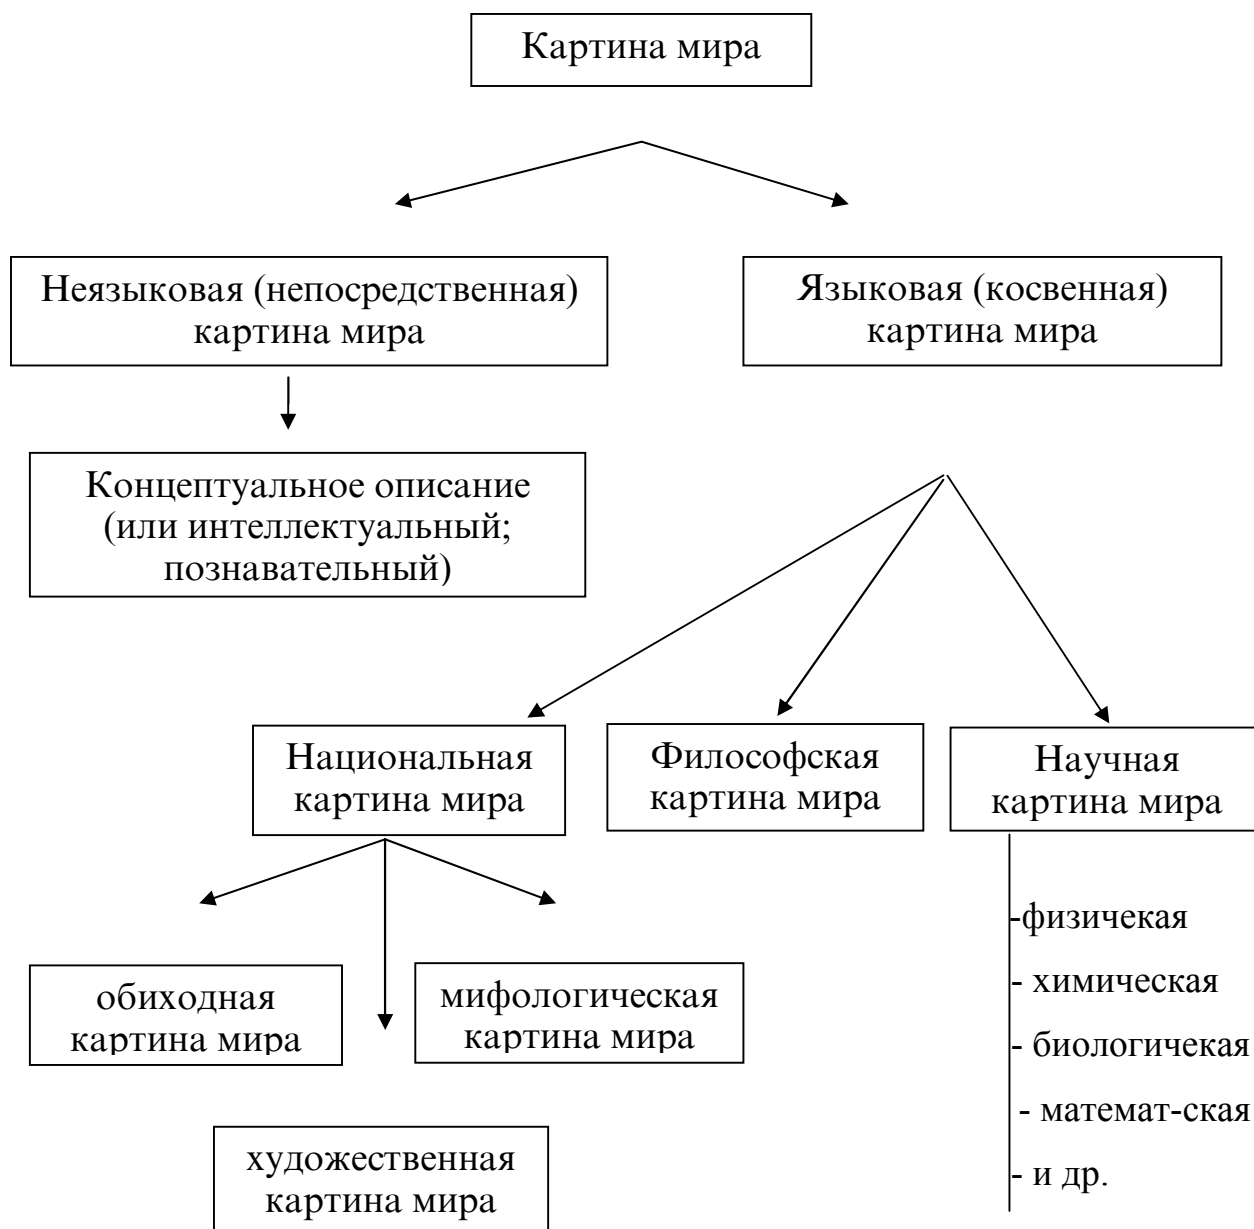 Картина мира
Неязыковая (непосредственная)
картина мира
Языковая (косвенная)
картина мира
Концептуальное описание
(или интеллектуальный;
познавательный)
Национальная
картина мира
Философская
картина мира
Научная
картина мира
обиходная
картина мира
мифологическая
картина мира
художественная
картина мира
-физичекая
- химическая
- биологичекая
- математ-ская
- и др.